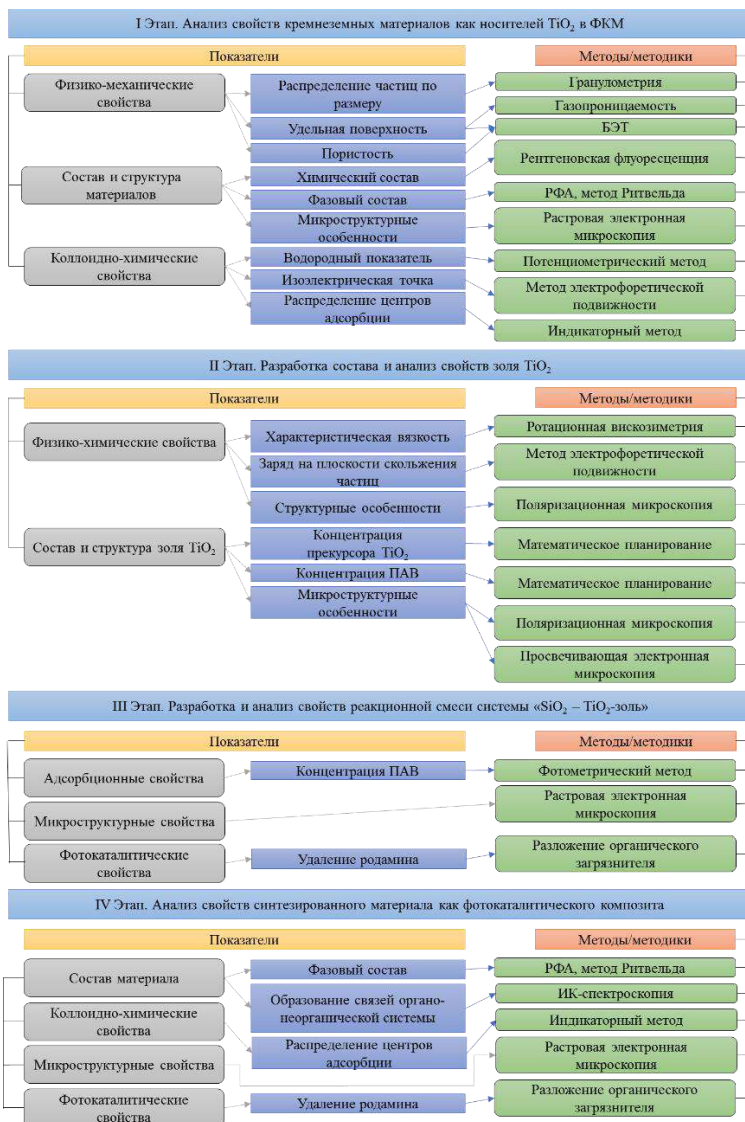 I Этап. Анализ свойств кремнеземных материалов как носителей TiO₂ в ФКМ
Показатели
Методы/методики
Физико-механические
свойства
Распределение частиц по
размеру
Удельная поверхность
Пористость
Гранулометрия
Газопроницаемость
БЭТ
Состав и структура
материалов
Химический состав
Фазовый состав
Микроструктурные
особенности
Рентгеновская флуоресценция
РФА, метод Ритвельда
Растровая электронная
микроскопия
Коллоидно-химические
свойства
Водородный показатель
Изоэлектрическая точка
Распределение центров
адсорбции
Потенциометрический метод
Метод электрофоретической
подвижности
Индикаторный метод
II Этап. Разработка состава и анализ свойств золя TiO₂
Показатели
Методы/методики
Физико-химические свойства
Характеристическая вязкость
Заряд на плоскости скольжения
частиц
Структурные особенности
Ротационная вискозиметрия
Метод электрофоретической
подвижности
Поляризационная микроскопия
Состав и структура золя TiO₂
Концентрация
прекурсора TiO₂
Концентрация ПАВ
Микроструктурные
особенности
Математическое планирование
Математическое планирование
Поляризационная микроскопия
Просвечивающая электронная
микроскопия
III Этап. Разработка и анализ свойств реакционной смеси системы «SiO₂ – TiO₂-золь»
Показатели
Методы/методики
Адсорбционные свойства
Концентрация ПАВ
Фотометрический метод
Микроструктурные свойства
Растровая электронная
микроскопия
Фотокаталитические
свойства
Удаление родамина
Разложение органического
загрязнителя
IV Этап. Анализ свойств синтезированного материала как фотокаталитического композита
Показатели
Методы/методики
Состав материала
Фазовый состав
Образование связей органо-
неорганической системы
РФА, метод Ритвельда
ИК-спектроскопия
Коллоидно-химические
свойства
Распределение центров
адсорбции
Индикаторный метод
Микроструктурные свойства
Растровая электронная
микроскопия
Фотокаталитические
свойства
Удаление родамина
Разложение органического
загрязнителя